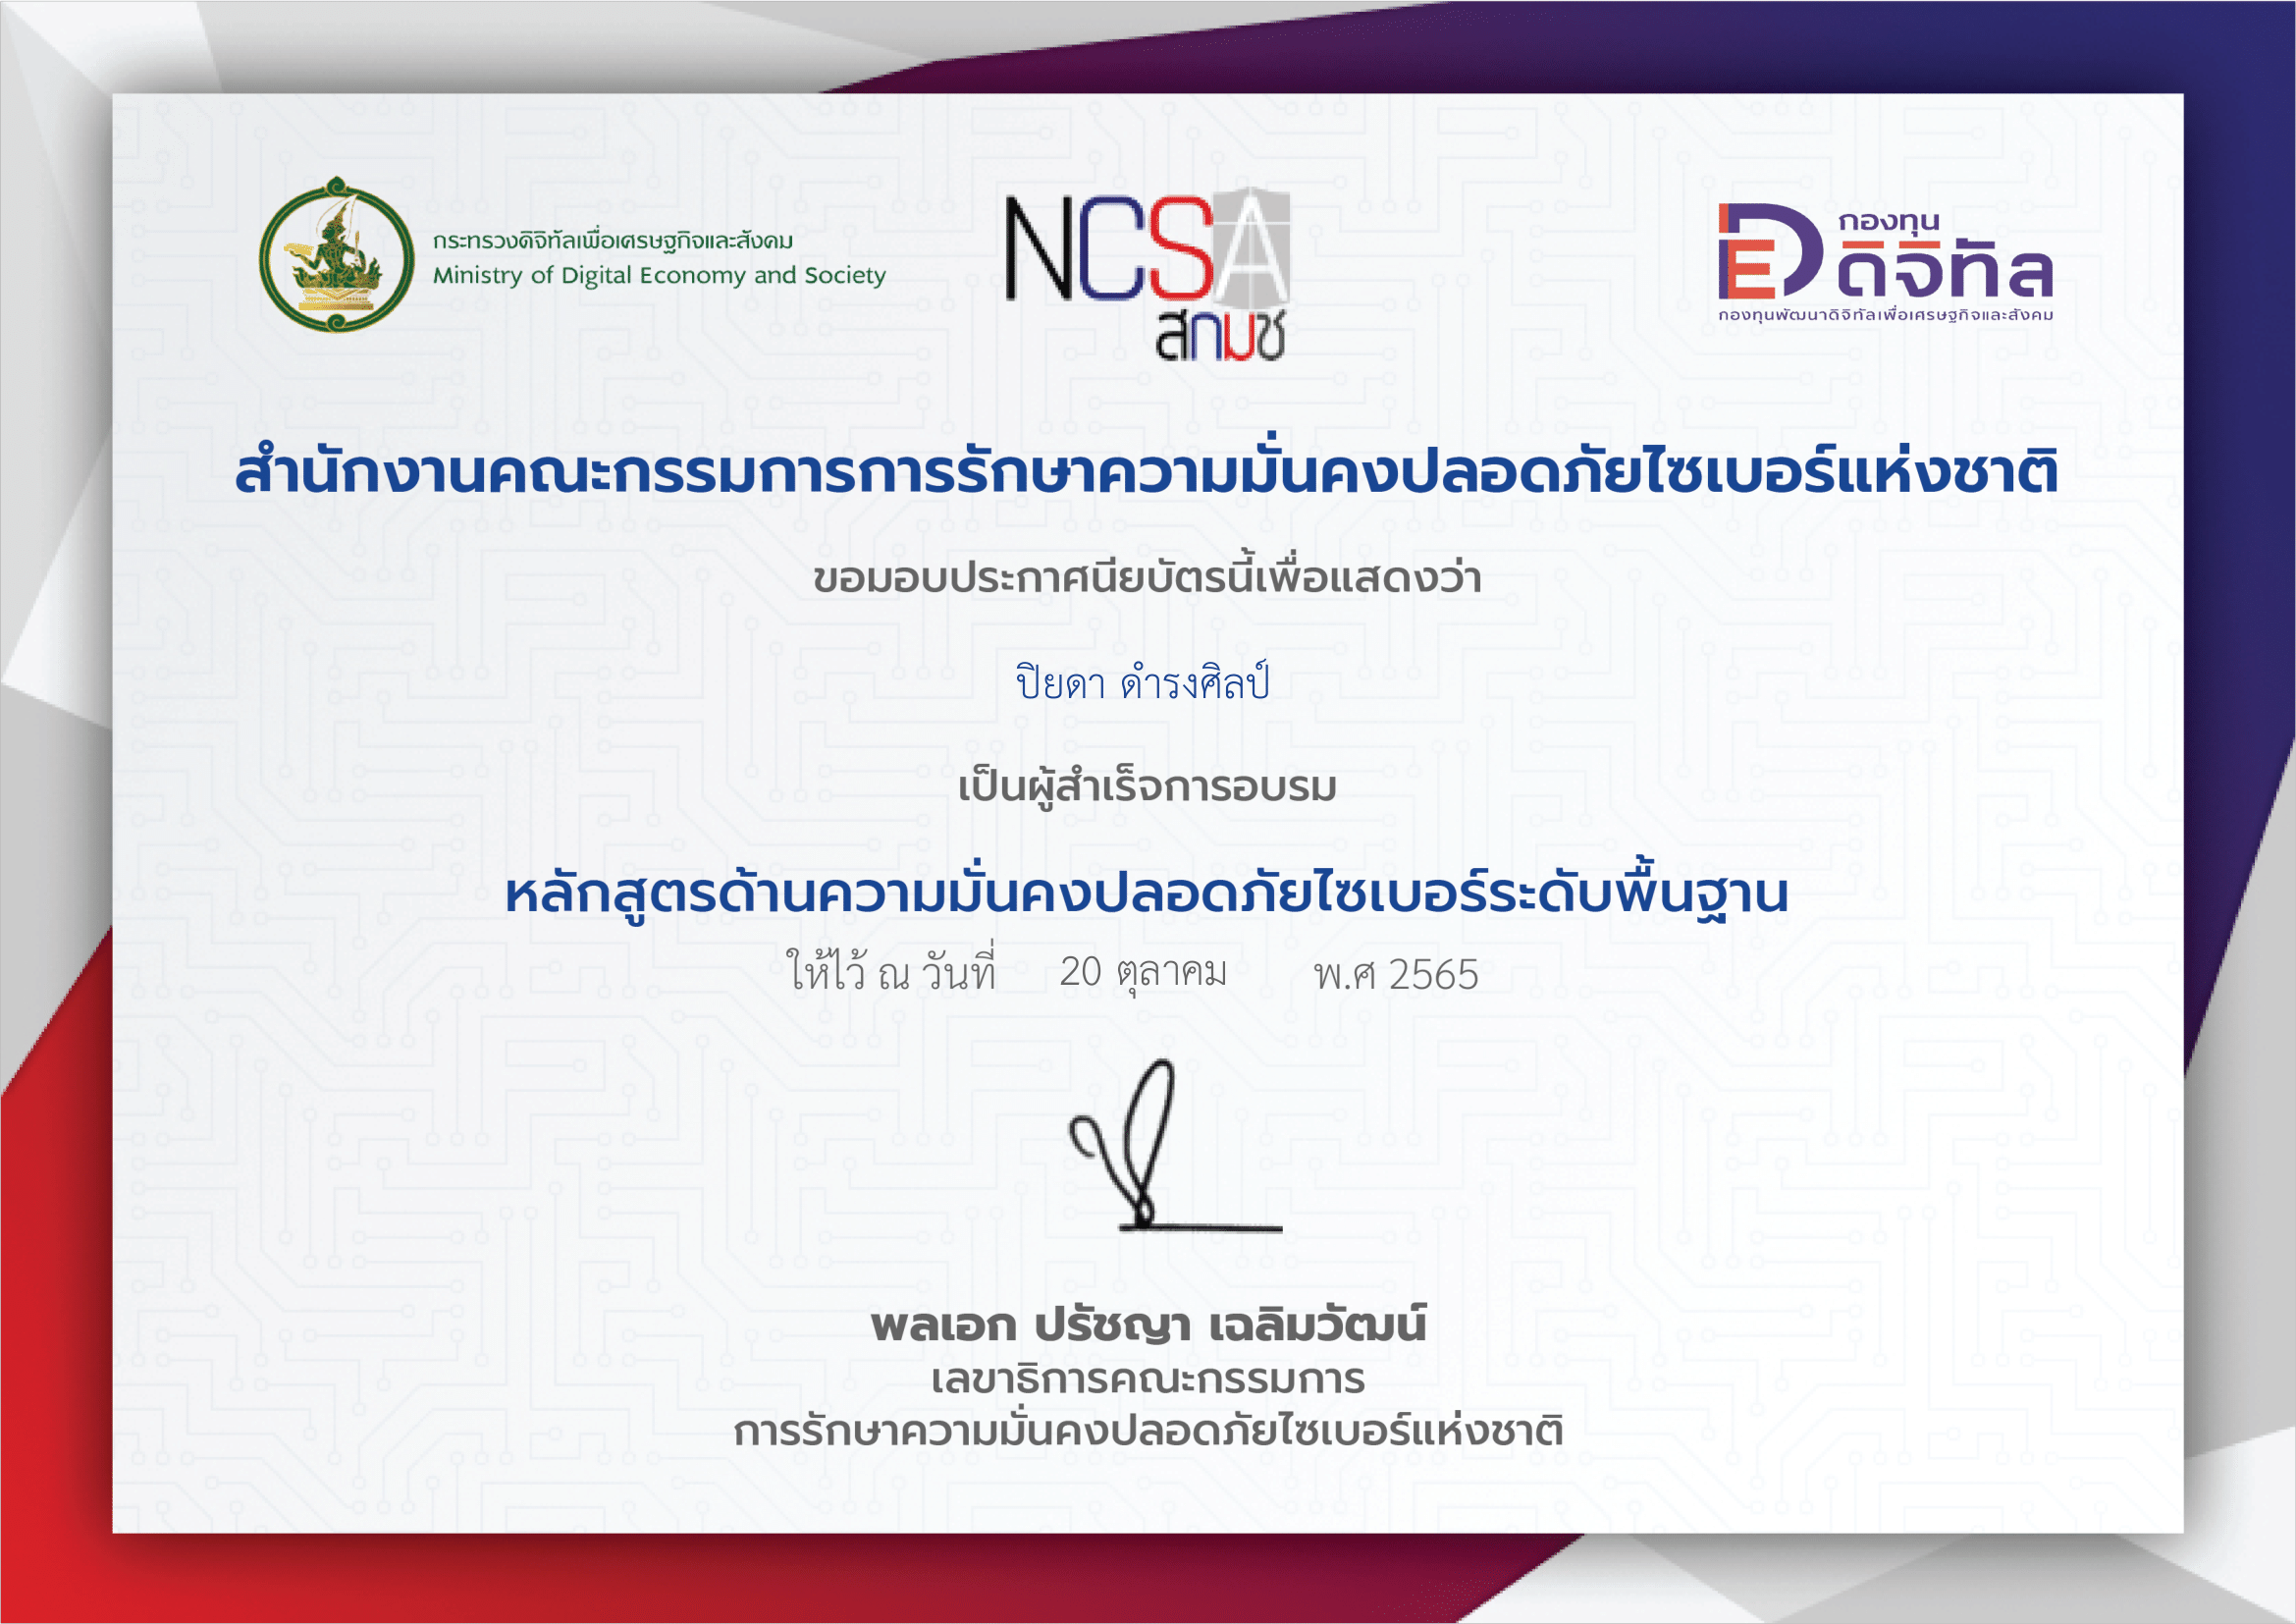 กระทรวงดิจิทัลเพื่อเศรษฐกิจและสังคม
Ministry of Digital Economy and Society
NCSA
สกมช
กองทุน
ดิจิทัล
กองทุนพัฒนาดิจิทัลเพื่อเศรษฐกิจและสังคม
สำนักงานคณะกรรมการการรักษาความมั่นคงปลอดภัยไซเบอร์แห่งชาติ
ขอมอบประกาศนียบัตรนี้เพื่อแสดงว่า
ปิยดา ดำรงศิลป์
เป็นผู้สำเร็จการอบรม
หลักสูตรด้านความมั่นคงปลอดภัยไซเบอร์ระดับพื้นฐาน
ให้ไว้ ณ วันที่ 20 ตุลาคม พ.ศ 2565
พลเอก ปรัชญา เฉลิมวัฒน์
เลขาธิการคณะกรรมการ
การรักษาความมั่นคงปลอดภัยไซเบอร์แห่งชาติ